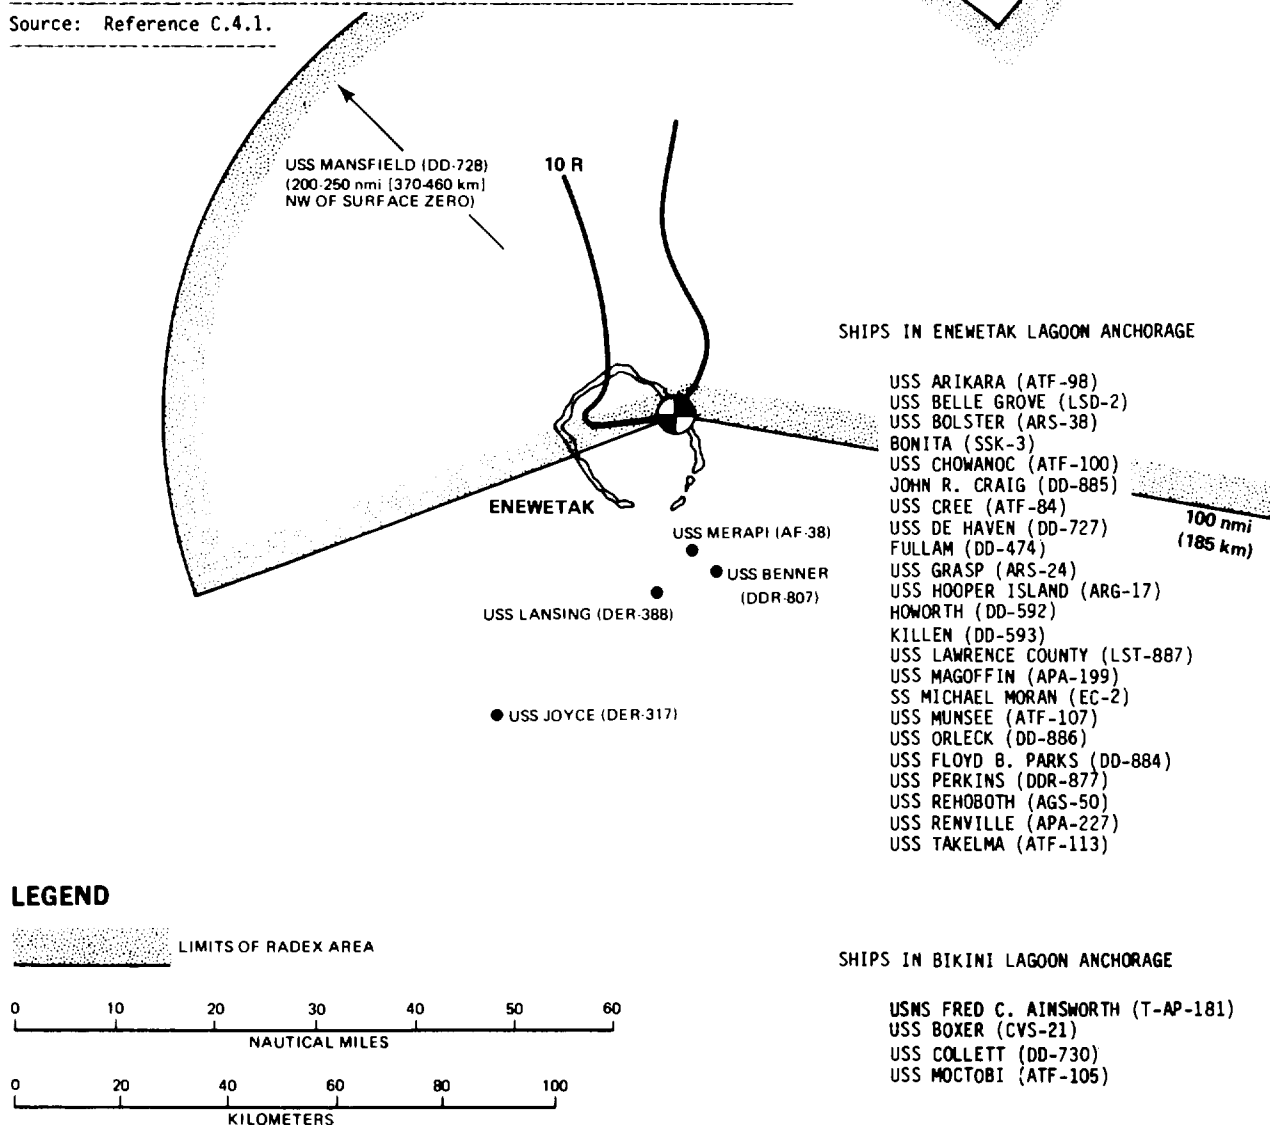 Source: Reference C.4.1.
USS MANSFIELD (DD-728)
(200-250 nmi [370-460 km]
NW OF SURFACE ZERO)
10 R
ENEWETAK
USS MERAPI (AF-38)
USS BENNER
(DDR-807)
USS LANSING (DER-388)
USS JOYCE (DER-317)
100 nmi
(185 km)
SHIPS IN ENEWETAK LAGOON ANCHORAGE
USS ARIKARA (ATF-98)
USS BELLE GROVE (LSD-2)
USS BOLSTER (ARS-38)
BONITA (SSK-3)
USS CHOWANOC (ATF-100)
JOHN R. CRAIG (DD-885)
USS CREE (ATF-84)
USS DE HAVEN (DD-727)
FULLAM (DD-474)
USS GRASP (ARS-24)
USS HOOPER ISLAND (ARG-17)
HOWORTH (DD-592)
KILLEN (DD-593)
USS LAWRENCE COUNTY (LST-887)
USS MAGOFFIN (APA-199)
SS MICHAEL MORAN (EC-2)
USS MUNSEE (ATF-107)
USS ORLECK (DD-886)
USS FLOYD B. PARKS (DD-884)
USS PERKINS (DDR-877)
USS REHOBOTH (AGS-50)
USS RENVILLE (APA-227)
USS TAKELMA (ATF-113)
LEGEND
LIMITS OF RADEX AREA
0 10 20 30 40 50 60
NAUTICAL MILES
0 20 40 60 80 100
KILOMETERS
SHIPS IN BIKINI LAGOON ANCHORAGE
USNS FRED C. AINSWORTH (T-AP-181)
USS BOXER (CVS-21)
USS COLLETT (DD-730)
USS MOCTOBI (ATF-105)